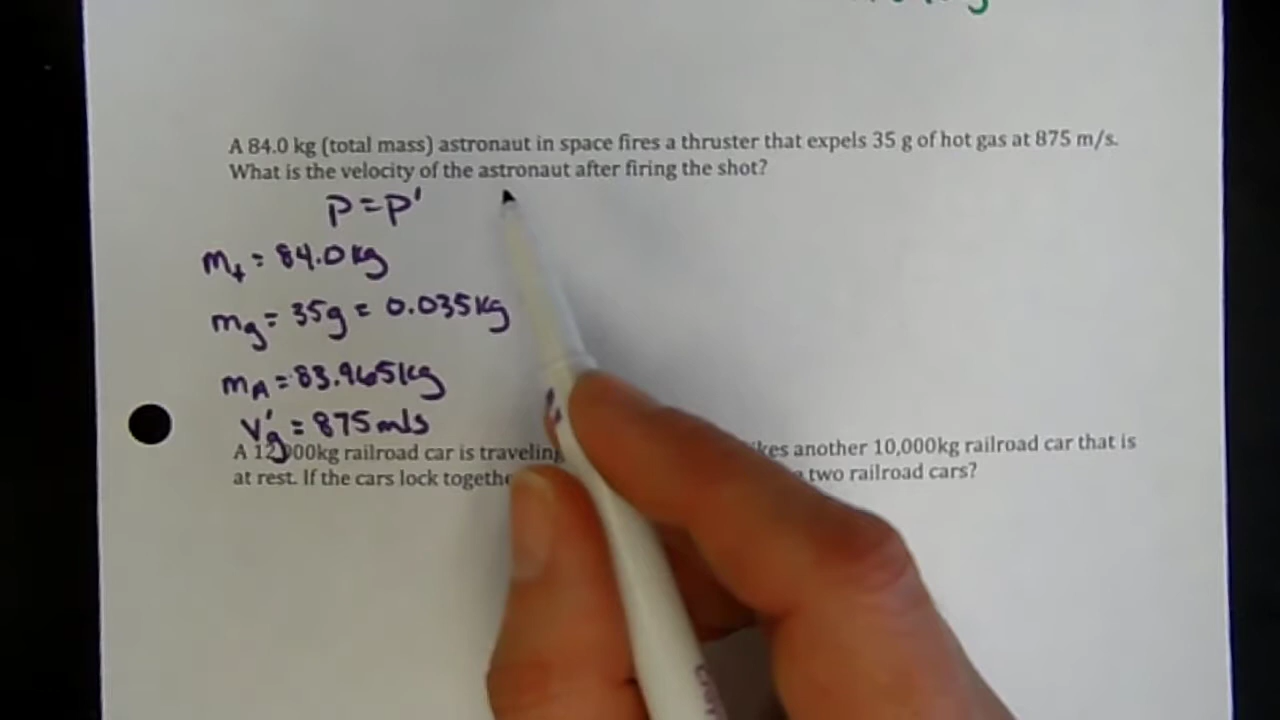 A 84.0 kg (total mass) astronaut in space fires a thruster that expels 35 g of hot gas at 875 m/s.
What is the velocity of the astronaut after firing the shot?
P=P'
mt = 84.0kg
mg = 35g = 0.035kg
mA = 83.965kg
V'g = 875m/s
A 12,000kg railroad car is traveling another 10,000kg railroad car that is
at rest. If the cars lock two railroad cars?